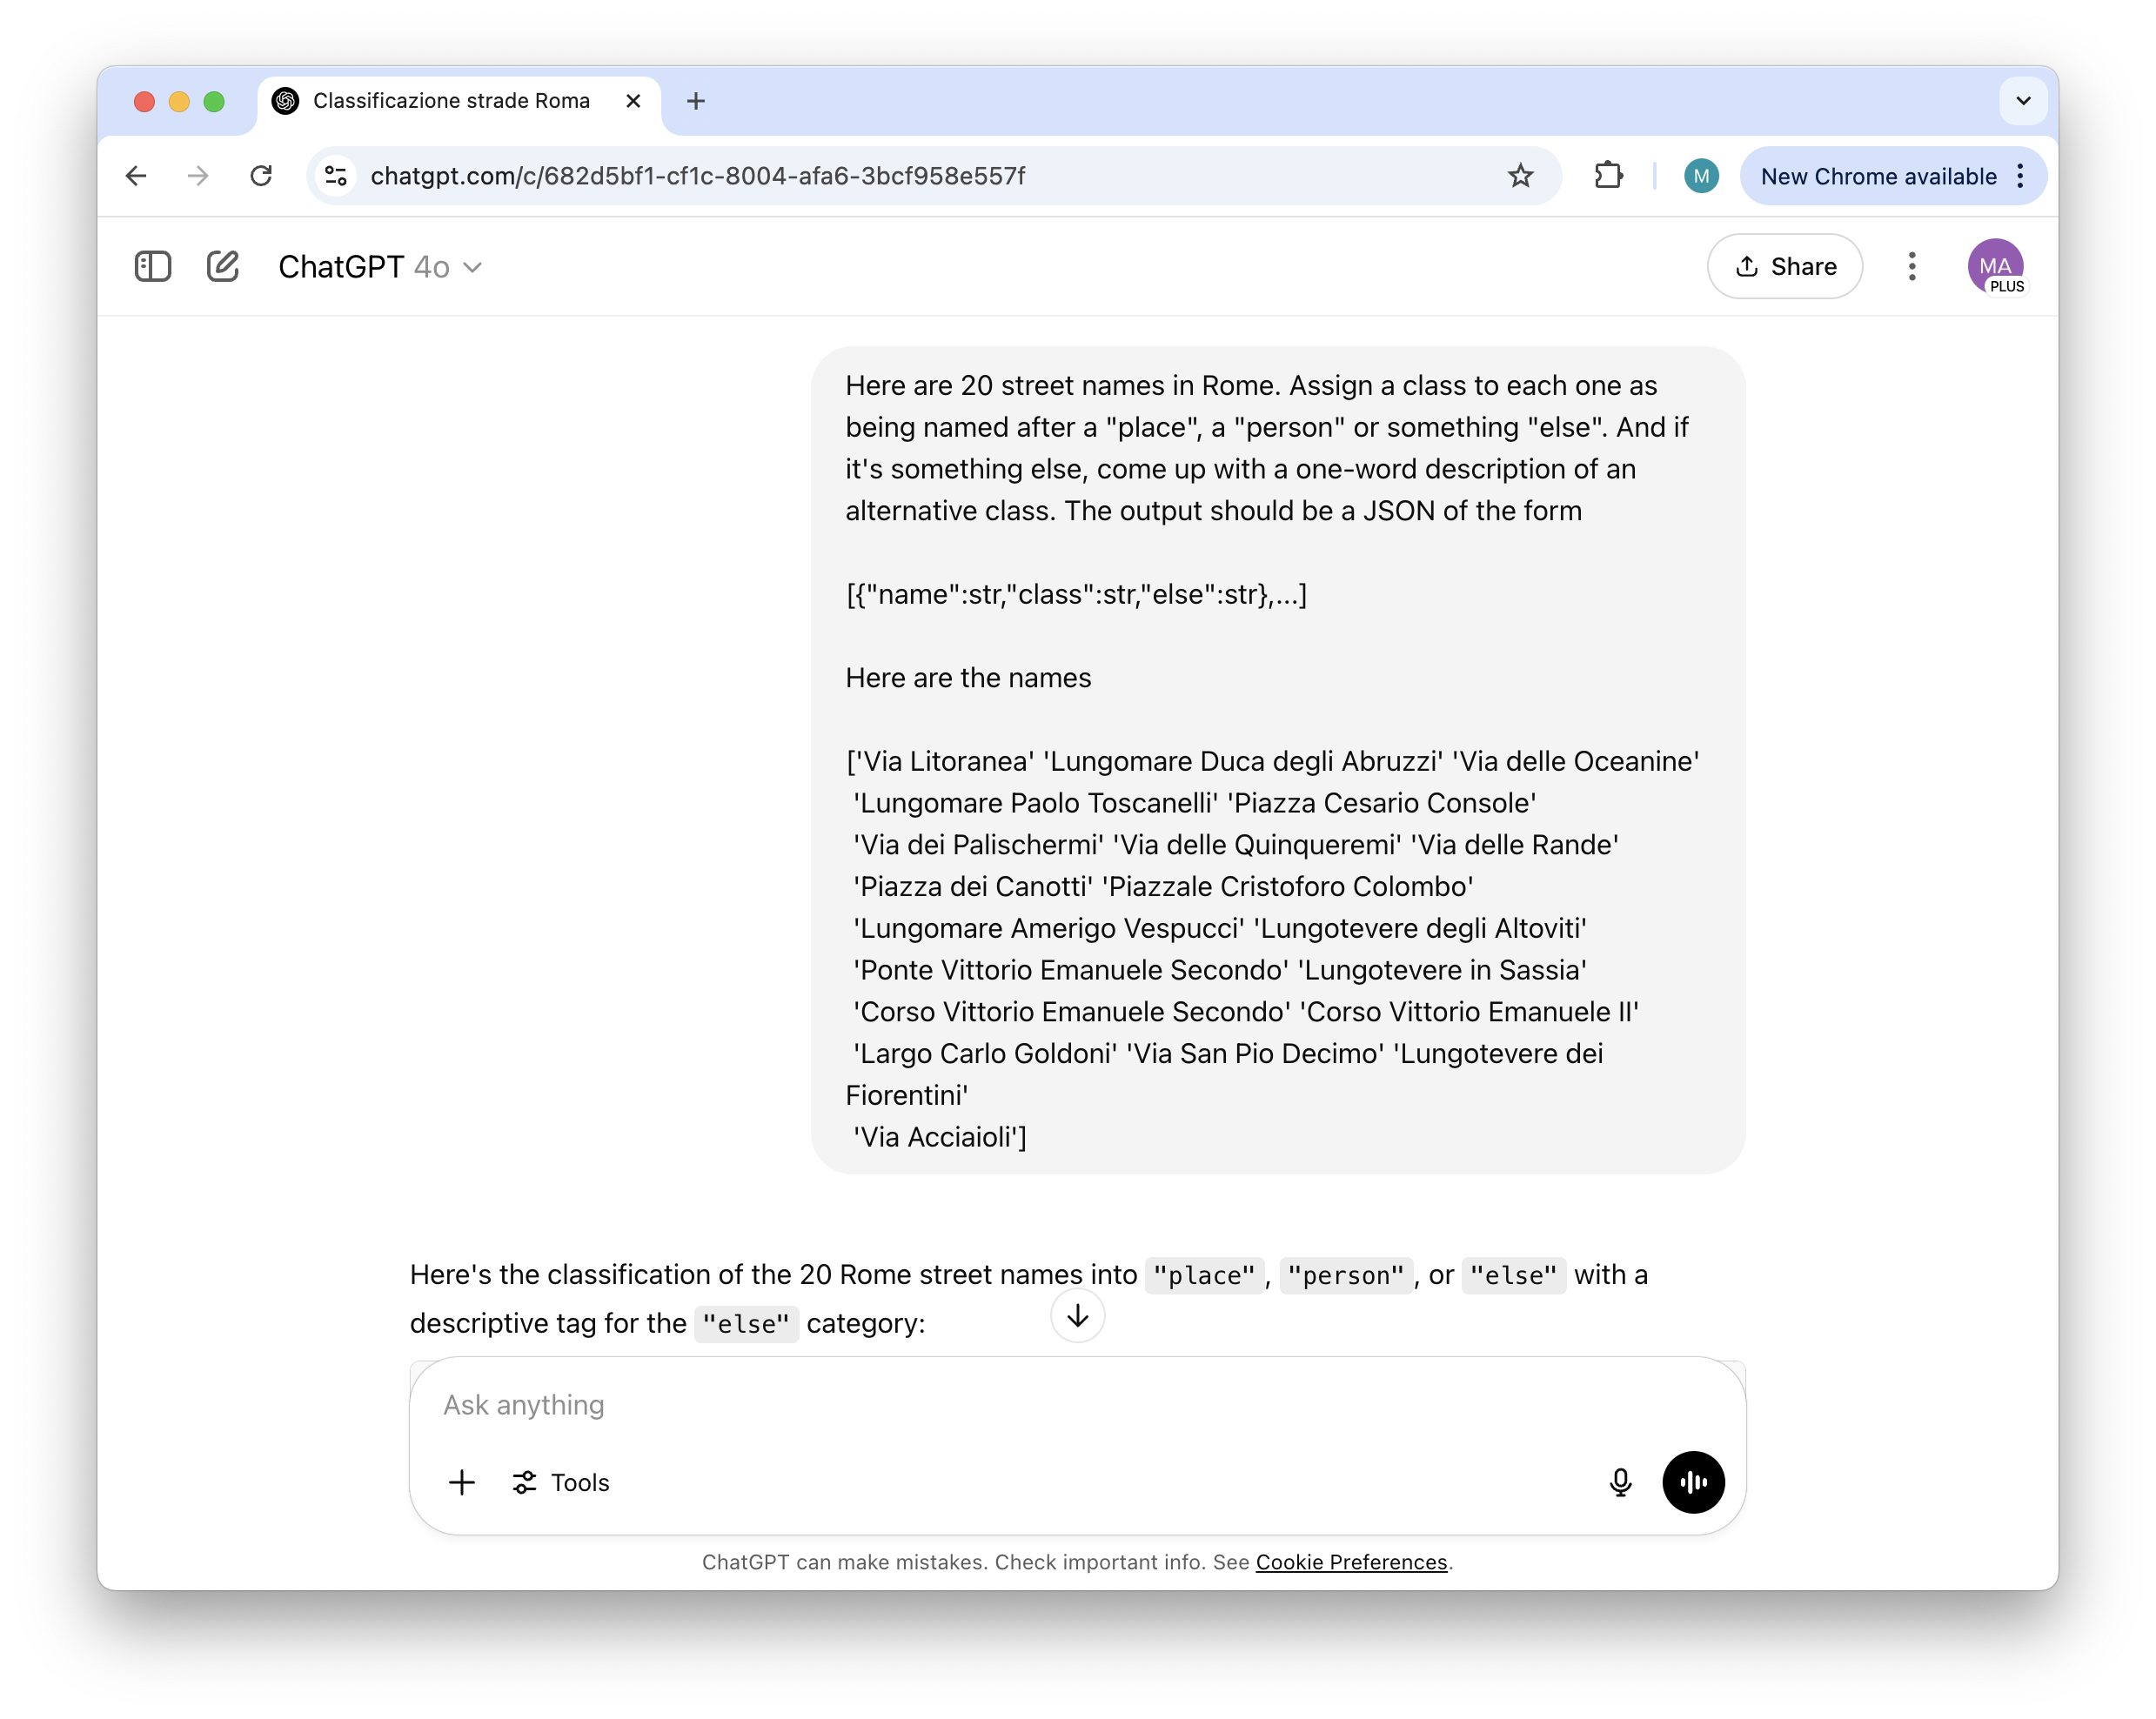 Classificazione strade Roma
chatgpt.com/c/682d5bf1-cf1c-8004-afa6-3bcf958e557f
M
New Chrome available
ChatGPT 4o
Share
MA
PLUS
Here are 20 street names in Rome. Assign a class to each one as
being named after a "place", a "person" or something "else". And if
it's something else, come up with a one-word description of an
alternative class. The output should be a JSON of the form
[{"name":str,"class":str,"else":str},...]
Here are the names
['Via Litoranea' 'Lungomare Duca degli Abruzzi' 'Via delle Oceanine'
'Lungomare Paolo Toscanelli' 'Piazza Cesario Console'
'Via dei Palischermi' 'Via delle Quinqueremi' 'Via delle Rande'
'Piazza dei Canotti' 'Piazzale Cristoforo Colombo'
'Lungomare Amerigo Vespucci' 'Lungotevere degli Altoviti'
'Ponte Vittorio Emanuele Secondo' 'Lungotevere in Sassia'
'Corso Vittorio Emanuele Secondo' 'Corso Vittorio Emanuele II'
'Largo Carlo Goldoni' 'Via San Pio Decimo' 'Lungotevere dei
Fiorentini'
'Via Acciaioli']
Here's the classification of the 20 Rome street names into "place", "person", or "else" with a
descriptive tag for the "else" category:
Ask anything
Tools
ChatGPT can make mistakes. Check important info. See Cookie Preferences.